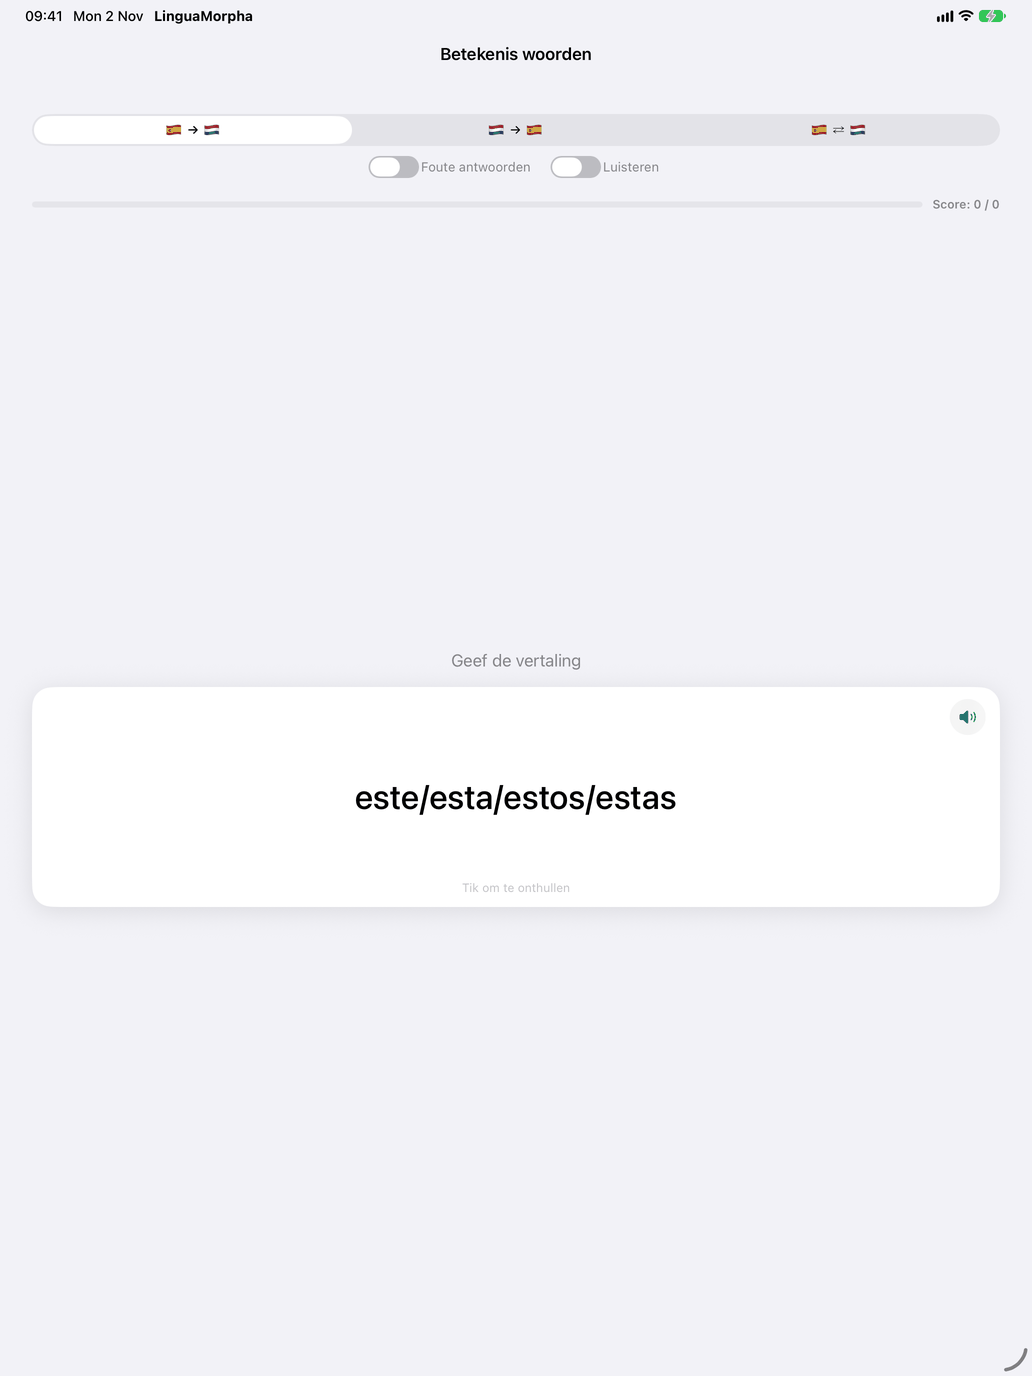 09:41 Mon 2 Nov LinguaMorpha
Betekenis woorden
🇪🇸 → 🇳🇱
🇳🇱 → 🇪🇸
🇪🇸 ⇄ 🇳🇱
Foute antwoorden
Luisteren
Score: 0 / 0
Geef de vertaling
este/esta/estos/estas
Tik om te onthullen